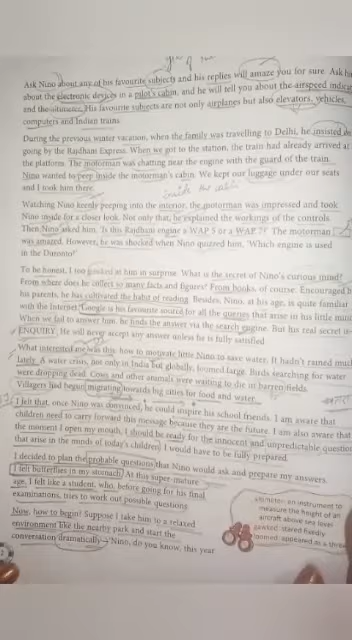 Ask Nino about any of his favourite subjects and his replies will amaze you for sure. Ask
about the electronic devices in a pilot's cabin, and he will tell you about the airspeed
and the altimeter. His favourite subjects are not only airplanes but also elevators, vehicles,
computers and Indian trains.
During the previous winter vacation, when the family was travelling to Delhi, he insisted
going by the Rajdhani Express. When we got to the station, the train had already arrived at
the platform. The motorman was chatting near the engine with the guard of the train.
Nino wanted to peep inside the motorman's cabin. We kept our luggage under our seats
and I took him there.
Watching Nino keenly peeping into the interior, the motorman was impressed and took
Nino inside for a closer look. Not only that, he explained the workings of the controls.
Then Nino asked him, 'Is this Rajdhani engine a WAP 5 or a WAP 7?' The motorman
was amazed. However, he was shocked when Nino quizzed him, 'Which engine is used
in the Duronto?'
To be honest, I too gawked at him in surprise. What is the secret of Nino's curious mind?
From where does he collect so many facts and figures? From books, of course. Encouraged
his parents, he has cultivated the habit of reading. Besides, Nino, at his age, is quite familiar
with the Internet. Google is his favourite source for all the queries that arise in his little
When we fail to answer him, he finds the answer via the search engine. But his real secret is
ENQUIRY. He will never accept any answer unless he is fully satisfied.
What interested me was this: how to motivate little Nino to save water. It hadn't rained
lately. A water crisis, not only in India but globally, loomed large. Birds searching for water
were dropping dead. Cows and other animals were waiting to die in barren fields.
Villagers had begun migrating towards big cities for food and water.
I felt that, once Nino was convinced, he could inspire his school friends. I am aware that
children need to carry forward this message because they are the future. I am also aware that
the moment I open my mouth, I should be ready for the innocent and unpredictable
that arise in the minds of today's children. I would have to be fully prepared.
I decided to plan the probable questions that Nino would ask and prepare my answers.
I felt butterflies in my stomach! At this super-mature
age, I felt like a student, who, before going for his final
examinations, tries to work out possible questions.
Now, how to begin? Suppose I take him to a relaxed
environment like the nearby park and start the
conversation dramatically – 'Nino, do you know, this year
altimeter: an instrument to
measure the height of an
aircraft above sea level
gawked: stared openly
loomed: appeared as a